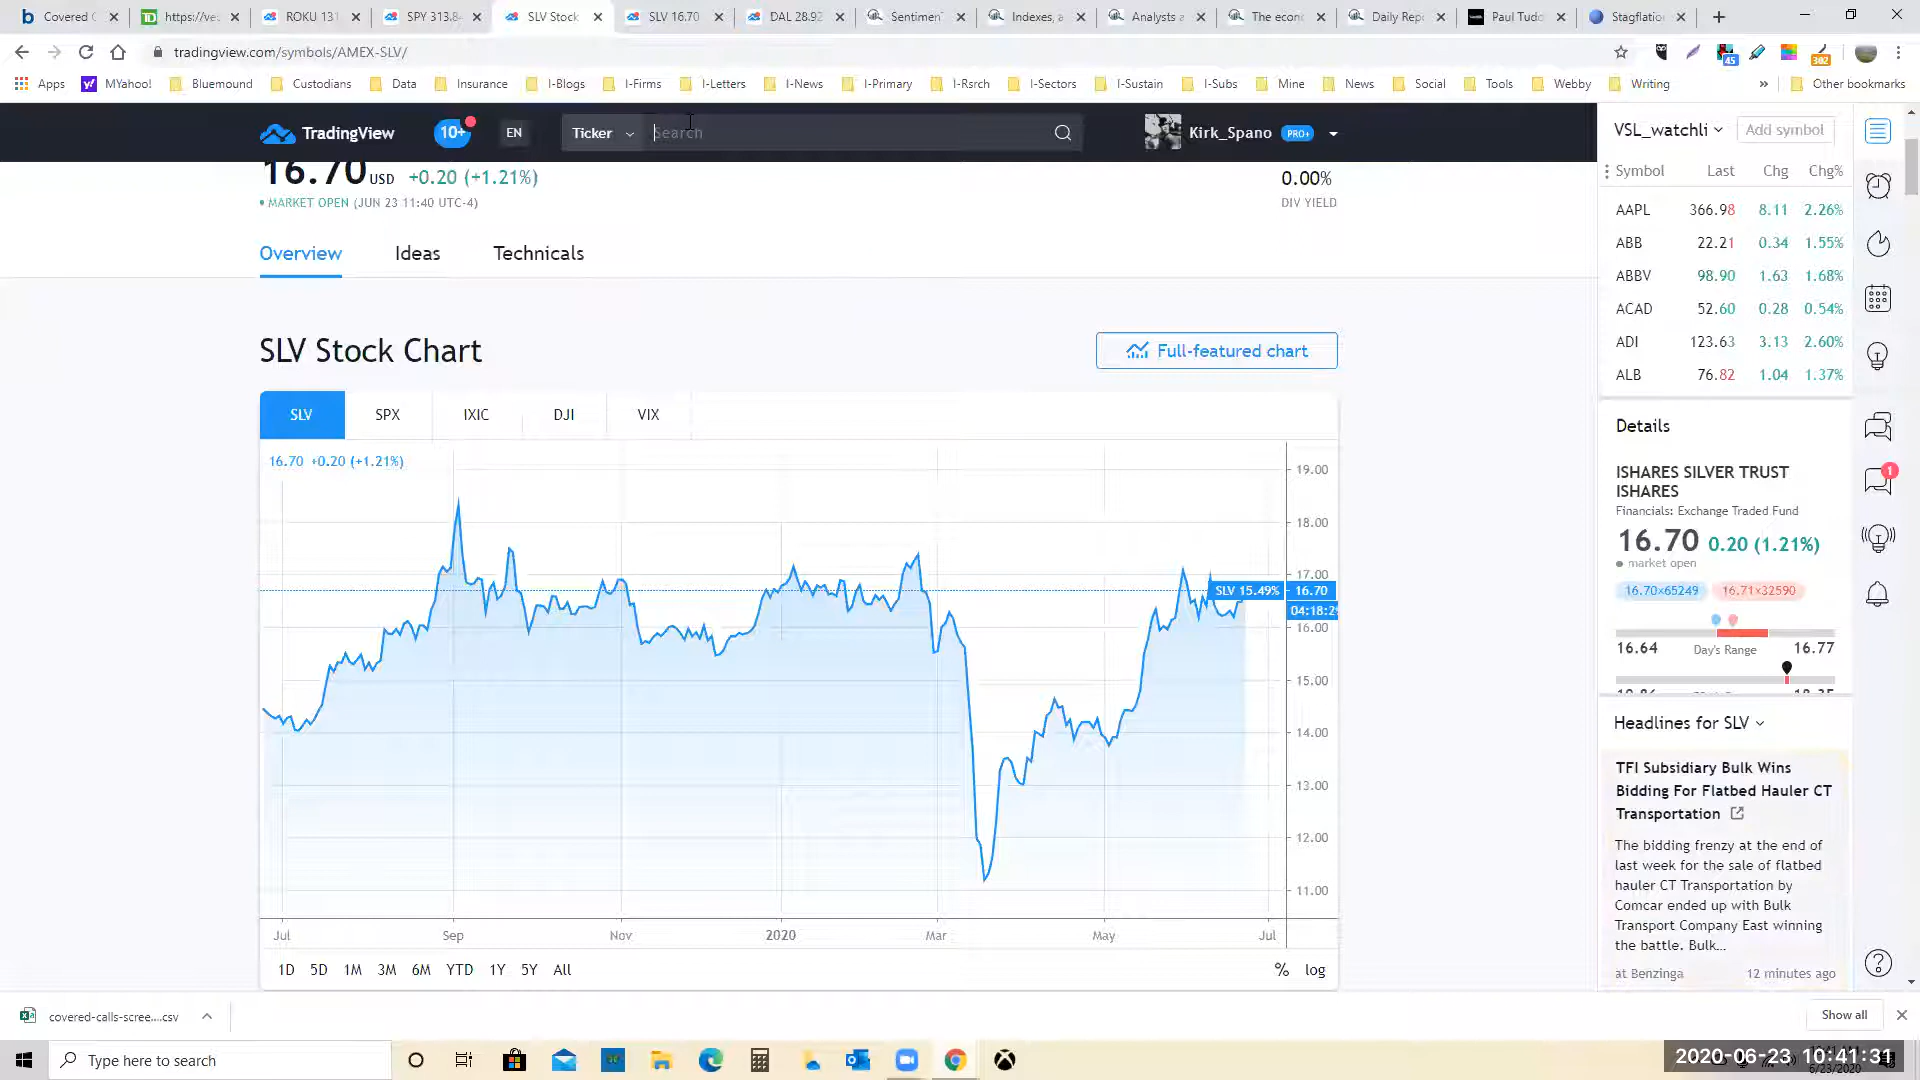 Covered C
https://ve
ROKU 131
SPY 313.8
SLV Stock
SLV 16.70
DAL 28.92
Sentimen
Indexes, a
Analysts a
The econ
Daily Rep
Paul Tudo
Stagflatio
tradingview.com/symbols/AMEX-SLV/
45
302
Apps
MYahoo!
Bluemound
Custodians
Data
Insurance
I-Blogs
I-Firms
I-Letters
I-News
I-Primary
I-Rsrch
I-Sectors
I-Sustain
I-Subs
Mine
News
Social
Tools
Webby
Writing
»
Other bookmarks
TradingView
10+
EN
Ticker
Search
Kirk_Spano PRO+
16.70 USD +0.20 (+1.21%)
• MARKET OPEN (JUN 23 11:40 UTC-4)
0.00%
DIV YIELD
Overview
Ideas
Technicals
SLV Stock Chart
Full-featured chart
SLV
SPX
IXIC
DJI
VIX
16.70 +0.20 (+1.21%)
19.00
18.00
17.00
SLV 15.49% 16.70
04:18:2
16.00
15.00
14.00
13.00
12.00
11.00
Jul Sep Nov 2020 Mar May Jul
1D 5D 1M 3M 6M YTD 1Y 5Y All
% log
VSL_watchli
Add symbol
Symbol Last Chg Chg%
AAPL 366.98 8.11 2.26%
ABB 22.21 0.34 1.55%
ABBV 98.90 1.63 1.68%
ACAD 52.60 0.28 0.54%
ADI 123.63 3.13 2.60%
ALB 76.82 1.04 1.37%
Details
ISHARES SILVER TRUST
ISHARES
Financials: Exchange Traded Fund
16.70 0.20 (1.21%)
• market open
16.70×65249 16.71×32590
16.64 Day's Range 16.77
Headlines for SLV
TFI Subsidiary Bulk Wins
Bidding For Flatbed Hauler CT
Transportation
The bidding frenzy at the end of
last week for the sale of flatbed
hauler CT Transportation by
Comcar ended up with Bulk
Transport Company East winning
the battle. Bulk...
at Benzinga 12 minutes ago
1
covered-calls-scree....csv
Show all
Type here to search
2020-06-23 10:41:31
6/23/2020